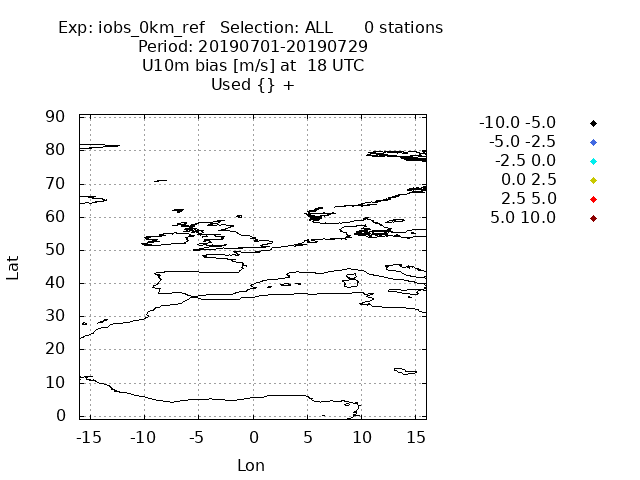 Exp: iobs_0km_ref   Selection: ALL      0 stations
Period: 20190701-20190729
U10m bias [m/s] at  18 UTC
Used {} +
-10.0 -5.0
-5.0 -2.5
-2.5 0.0
0.0 2.5
2.5 5.0
5.0 10.0
90
80
70
60
50
40
30
20
10
0
Lat
-15 -10 -5 0 5 10 15
Lon